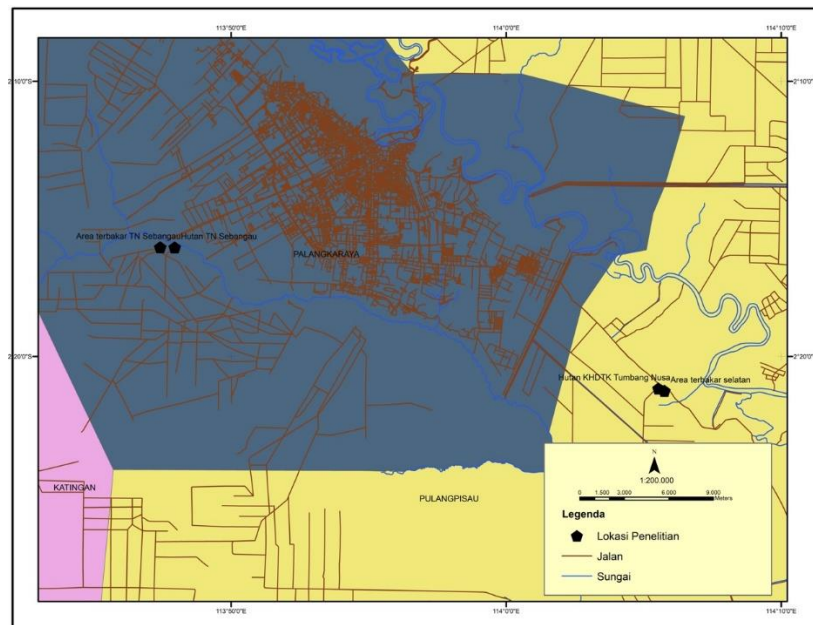 113°50'0"E 114°0'0"E 114°10'0"E
2°10'0"S 2°10'0"S
Area terbakar TN Sebangau Hutan TN Sebangau
PALANGKARAYA
2°20'0"S 2°20'0"S
Hutan KHDTK Tumbang Nusa Area terbakar selatan
KATINGAN
PULANGPISAU
N
1:200.000
0 1.500 3.000 6.000 9.000
Meters
Legenda
Lokasi Penelitian
Jalan
Sungai
113°50'0"E 114°0'0"E 114°10'0"E